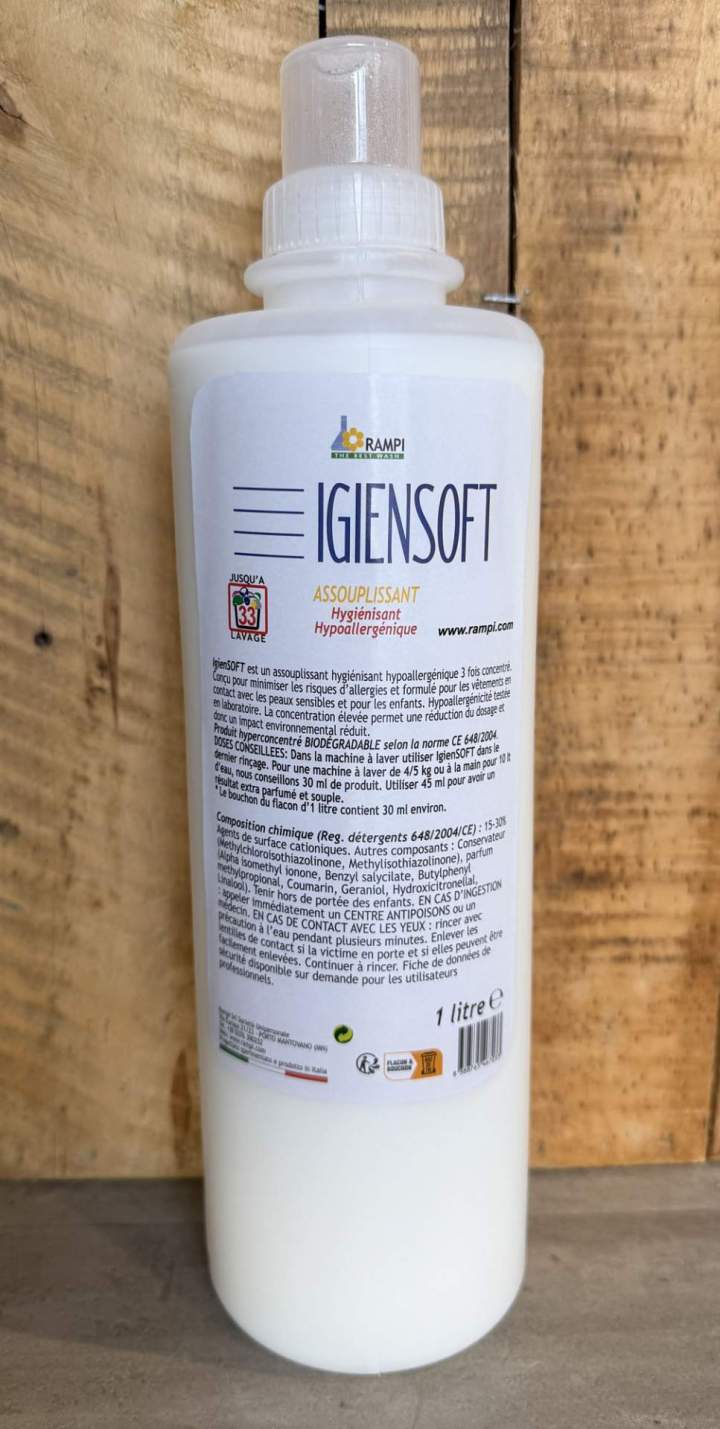 RAMPI
THE BEST WASH
IGIENSOFT
JUSQU'A
33
LAVAGE
ASSOUPLISSANT
Hygiénisant
Hypoallergénique
www.rampi.com
IgienSOFT est un assouplissant hygiénisant hypoallergénique 3 fois concentré.
Conçu pour minimiser les risques d'allergies et formulé pour les vêtements en
contact avec les peaux sensibles et pour les enfants. Hypoallergénicité testée
en laboratoire. La concentration élevée permet une réduction du dosage et
donc un impact environnemental réduit.
Produit hyperconcentré BIODÉGRADABLE selon la norme CE 648/2004.
DOSES CONSEILLEES: Dans la machine à laver utiliser IgienSOFT dans le
dernier rinçage. Pour une machine à laver de 4/5 kg ou à la main pour 10 lt
d'eau, nous conseillons 30 ml de produit. Utiliser 45 ml pour avoir un
résultat extra parfumé et souple.
* Le bouchon du flacon d'1 litre contient 30 ml environ.
Composition chimique (Reg. détergents 648/2004/CE) : 15-30%
Agents de surface cationiques. Autres composants : Conservateur
(Methylchloroisothiazolinone, Methylisothiazolinone), parfum
(Alpha isomethyl ionone, Benzyl salycilate, Butylphenyl
methylpropional, Coumarin, Geraniol, Hydroxicitronellal,
Linalool). Tenir hors de portée des enfants. EN CAS D'INGESTION
: appeler immédiatement un CENTRE ANTIPOISONS ou un
médecin. EN CAS DE CONTACT AVEC LES YEUX : rincer avec
précaution à l'eau pendant plusieurs minutes. Enlever les
lentilles de contact si la victime en porte et si elles peuvent être
facilement enlevées. Continuer à rincer. Fiche de données de
sécurité disponible sur demande pour les utilisateurs
professionnels.
1 litre e
PORTO MANTOVANO (MN)
www.rampi.com
e prodotto in Italia
FLACON &
BOUCHON